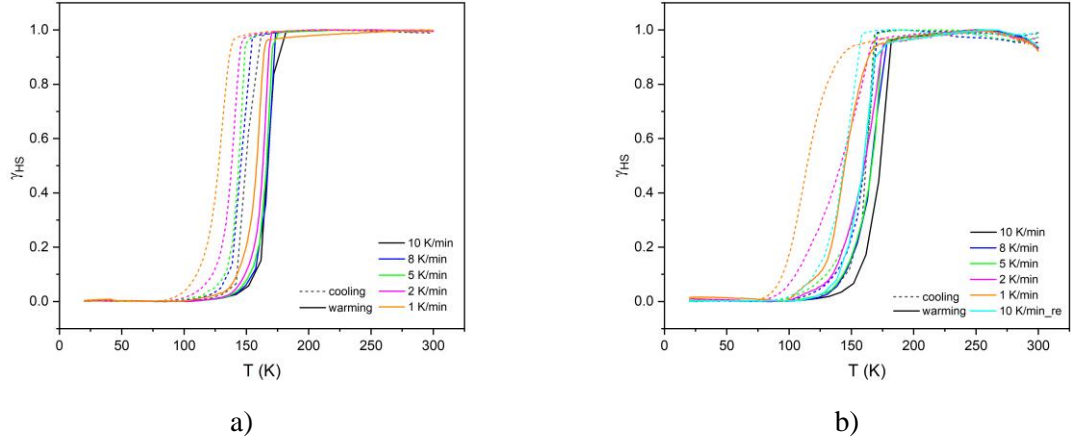 1.0
0.8
0.6
0.4
0.2
0.0
γHS
0 50 100 150 200 250 300
T (K)
10 K/min
8 K/min
5 K/min
2 K/min
1 K/min
cooling
warming
a)
1.0
0.8
0.6
0.4
0.2
0.0
γHS
0 50 100 150 200 250 300
T (K)
10 K/min
8 K/min
5 K/min
2 K/min
1 K/min
10 K/min_re
cooling
warming
b)